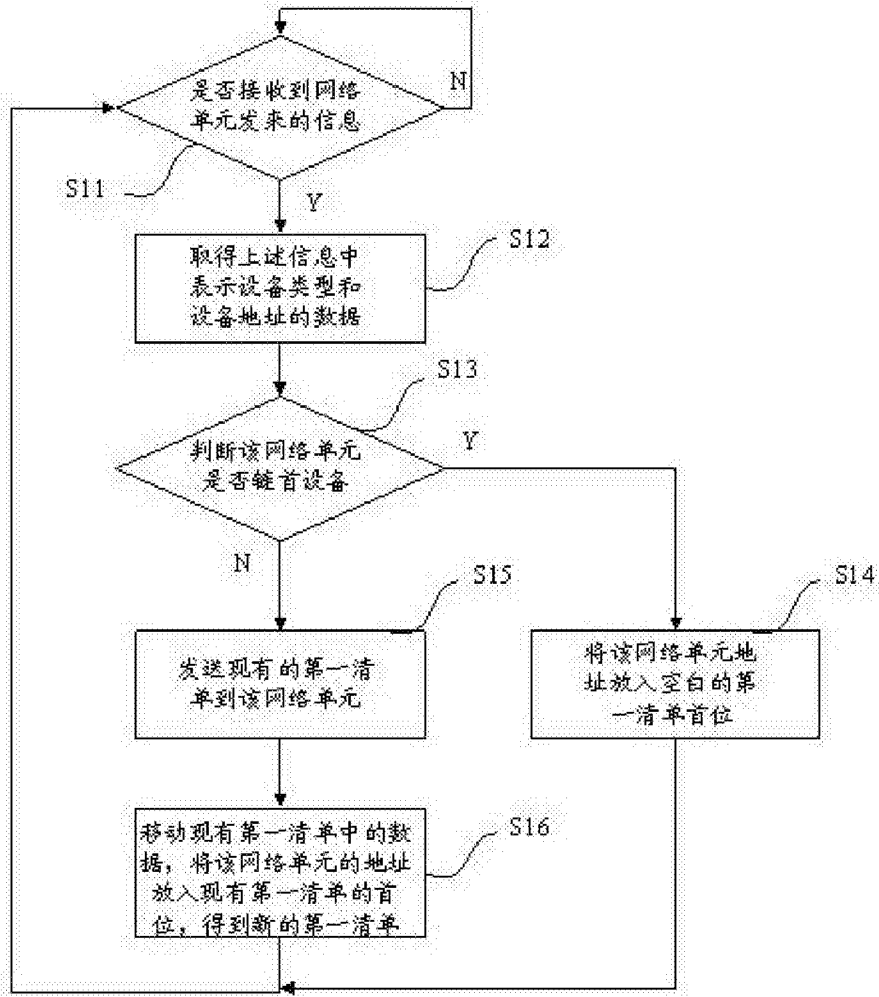 是否接收到网络
单元发来的信息
N
S11
Y
S12
取得上述信息中
表示设备类型和
设备地址的数据
S13
判断该网络单元
是否链首设备
Y
N
S15
S14
发送现有的第一清
单到该网络单元
将该网络单元地
址放入空白的第
一清单首位
S16
移动现有第一清单中的数
据，将该网络单元的地址
放入现有第一清单的首
位，得到新的第一清单